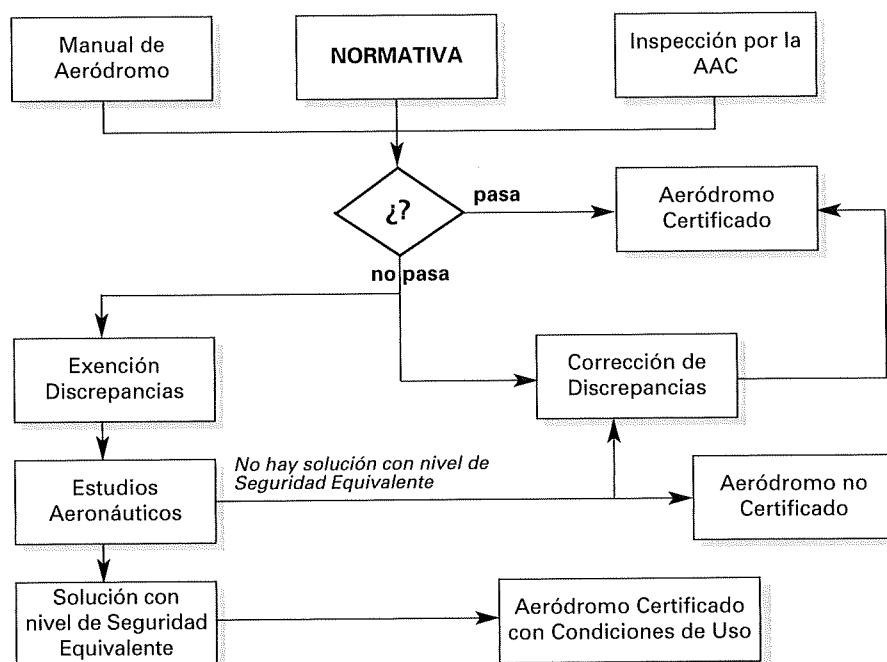 Manual de
Aeródromo
NORMATIVA
Inspección por la
AAC
¿?
pasa
Aeródromo
Certificado
no pasa
Exención
Discrepancias
Corrección de
Discrepancias
No hay solución con nivel de
Seguridad Equivalente
Estudios
Aeronáuticos
Aeródromo no
Certificado
Solución con
nivel de Seguridad
Equivalente
Aeródromo Certificado
con Condiciones de Uso